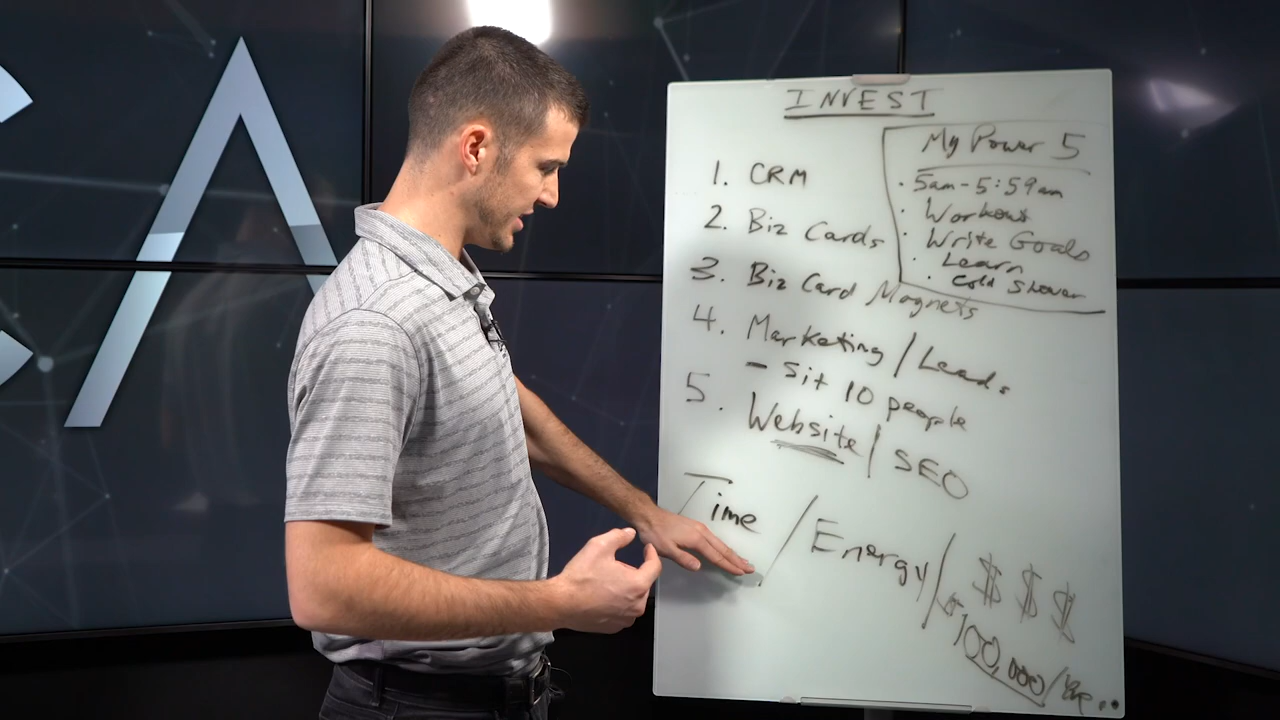 CA
INVEST
1. CRM
2. Biz Cards
3. Biz Card Magnets
4. Marketing / Leads
- Sit 10 people
5. Website / SEO
My Power 5
· 5am - 5:59am
· Workout
· Write Goals
· Learn
· Cold Shower
Time / Energy / $ $ $
100,000 /